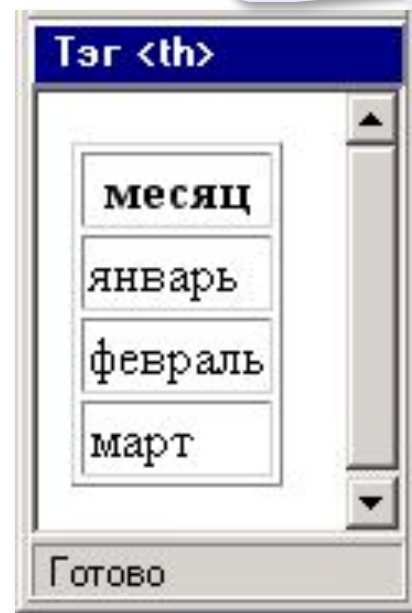 Тэг <th>
месяц
январь
февраль
март
Готово